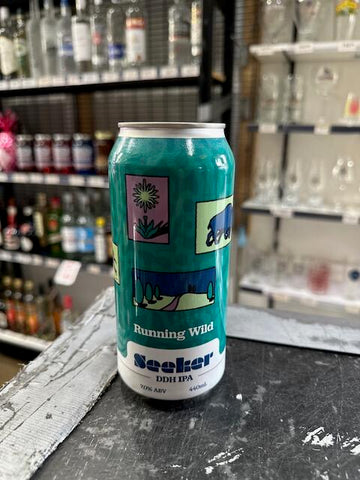 Running Wild
Seeker
DDH IPA
7.0% ABV 440mL